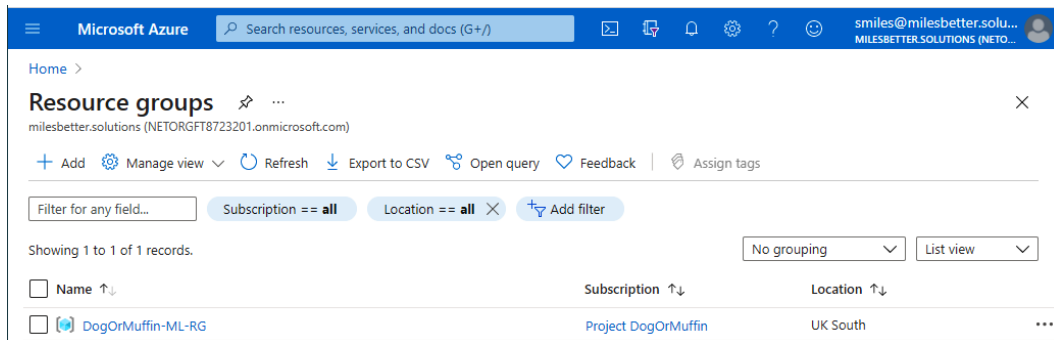 Microsoft Azure
Search resources, services, and docs (G+/)
smiles@milesbetter.solu...
MILESBETTER.SOLUTIONS (NETO...
Home >
Resource groups
milesbetter.solutions (NETORGFT8723201.onmicrosoft.com)
Add Manage view Refresh Export to CSV Open query Feedback Assign tags
Filter for any field... Subscription == all Location == all Add filter
Showing 1 to 1 of 1 records. No grouping List view
Name Subscription Location
DogOrMuffin-ML-RG Project DogOrMuffin UK South